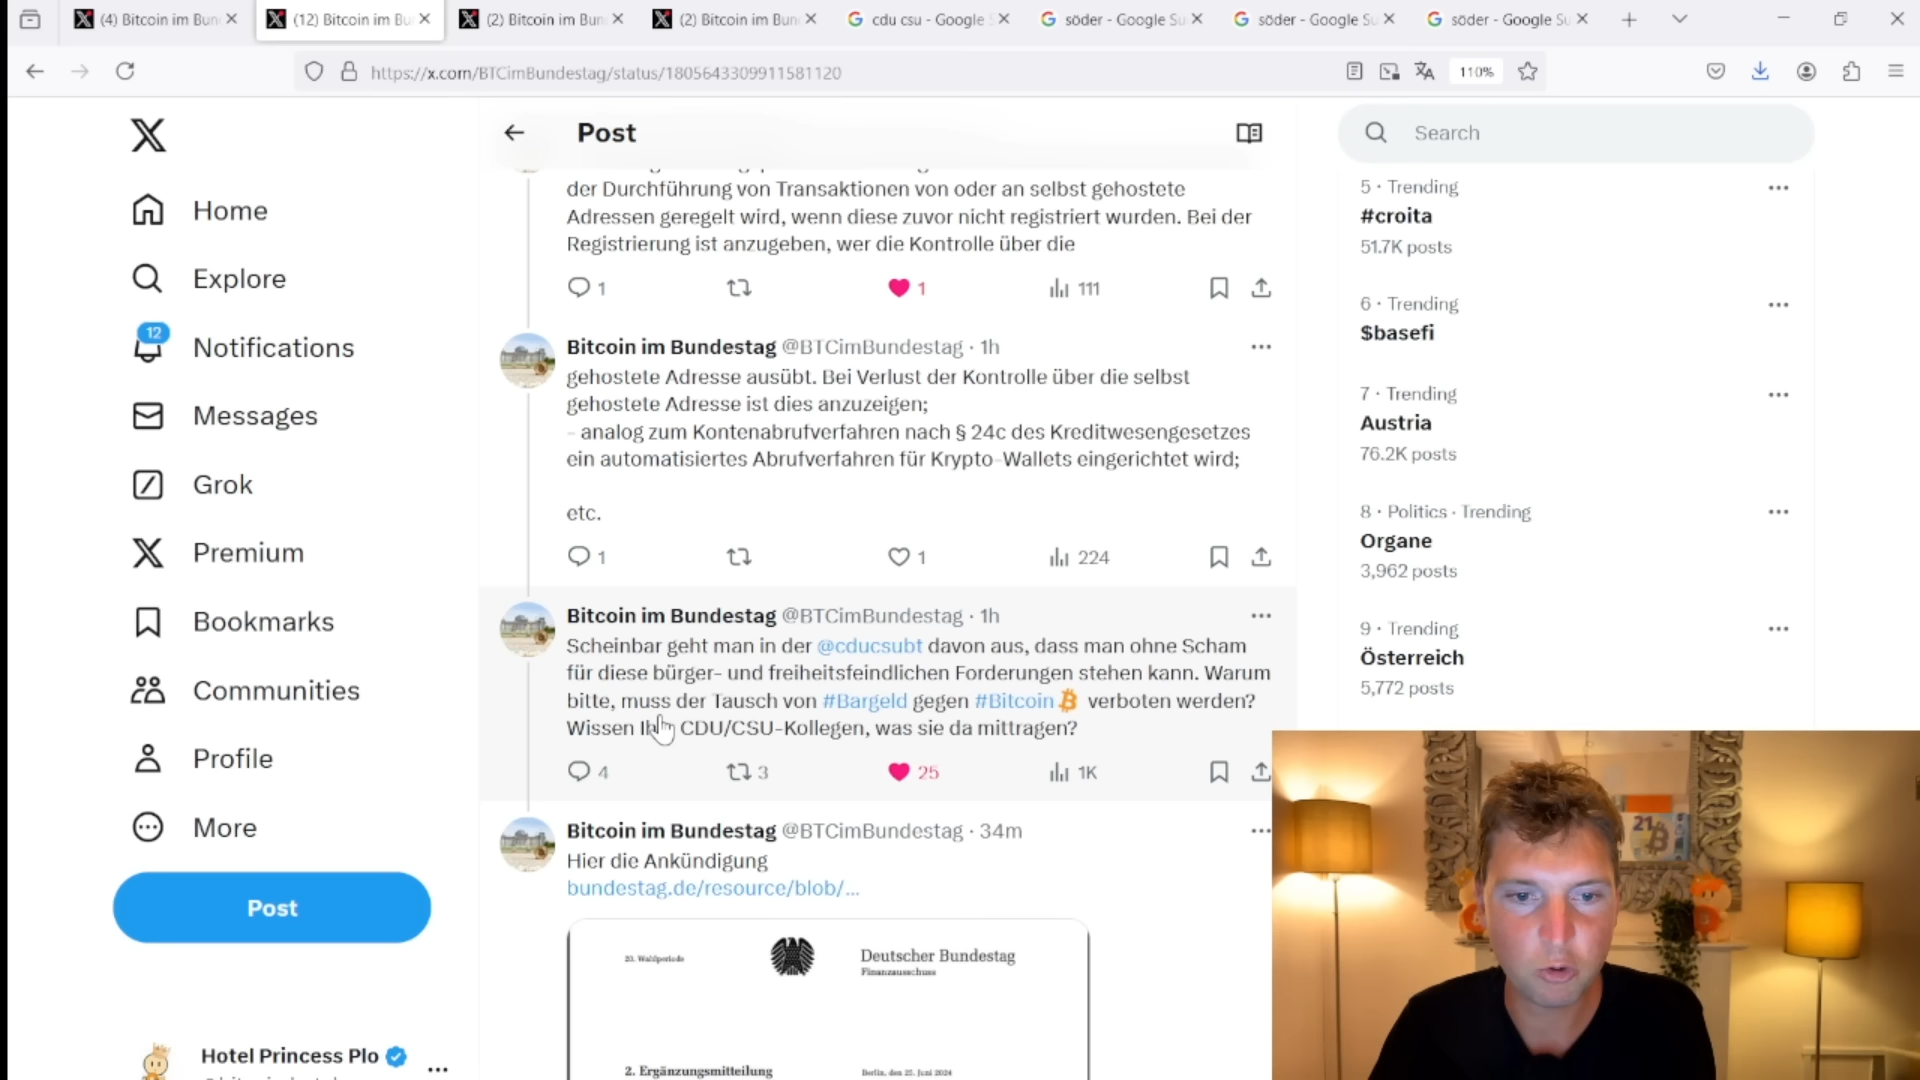 (4) Bitcoin im Bun
(12) Bitcoin im Bu
(2) Bitcoin im Bun
(2) Bitcoin im Bun
cdu csu - Google S
söder - Google Su
söder - Google Su
söder - Google Su
https://x.com/BTCimBundestag/status/1805643309911581120
110%
Home
Explore
12
Notifications
Messages
Grok
Premium
Bookmarks
Communities
Profile
More
Post
Hotel Princess Plo
Post
der Durchführung von Transaktionen von oder an selbst gehostete
Adressen geregelt wird, wenn diese zuvor nicht registriert wurden. Bei der
Registrierung ist anzugeben, wer die Kontrolle über die
1 1 111
Bitcoin im Bundestag @BTCimBundestag · 1h
gehostete Adresse ausübt. Bei Verlust der Kontrolle über die selbst
gehostete Adresse ist dies anzuzeigen;
- analog zum Kontenabrufverfahren nach § 24c des Kreditwesengesetzes
ein automatisiertes Abrufverfahren für Krypto-Wallets eingerichtet wird;
etc.
1 1 224
Bitcoin im Bundestag @BTCimBundestag · 1h
Scheinbar geht man in der @cducsubt davon aus, dass man ohne Scham
für diese bürger- und freiheitsfeindlichen Forderungen stehen kann. Warum
bitte, muss der Tausch von #Bargeld gegen #Bitcoin verboten werden?
Wissen CDU/CSU-Kollegen, was sie da mittragen?
4 3 25 1K
Bitcoin im Bundestag @BTCimBundestag · 34m
Hier die Ankündigung
bundestag.de/resource/blob/...
20. Wahlperiode
Deutscher Bundestag
Finanzausschuss
2. Ergänzungsmitteilung
Berlin, den 25. Juni 2024
Search
5 · Trending
#croita
51.7K posts
6 · Trending
$basefi
7 · Trending
Austria
76.2K posts
8 · Politics · Trending
Organe
3,962 posts
9 · Trending
Österreich
5,772 posts
21